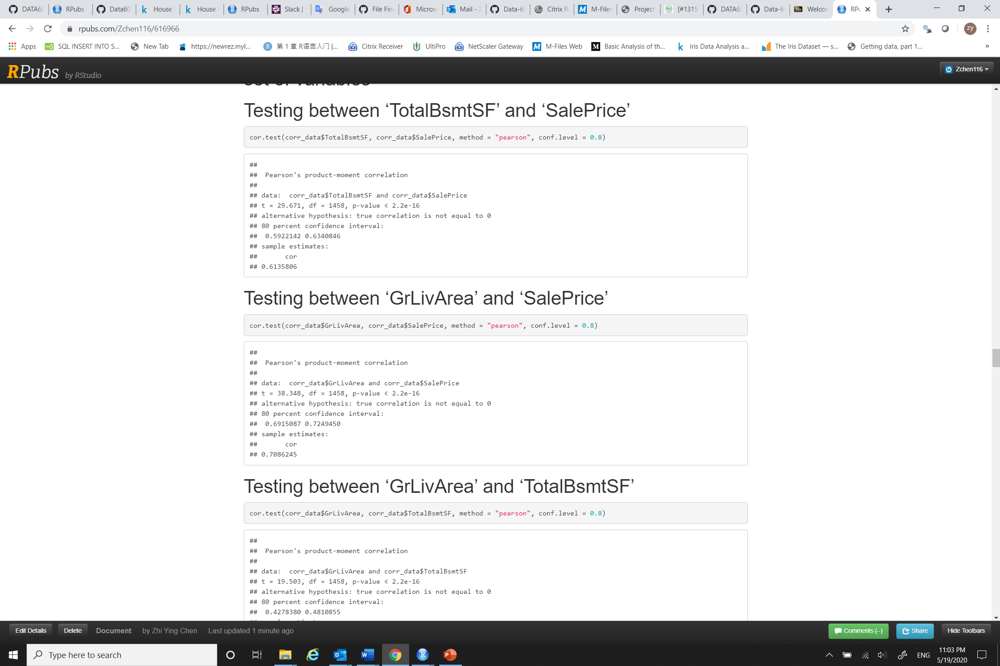 DATA60
RPubs
Data60
House
House
RPubs
Slack |
Google
File Fin
Micros
Mail - Z
Data-60
Citrix R
M-Files
Project
[#1315
DATA60
Data-60
Welcon
RPu
rpubs.com/Zchen116/616966
zy
Apps
SQL INSERT INTO S...
New Tab
https://newrez.myl...
第 1 章 R语言入门 |...
Citrix Receiver
UltiPro
NetScaler Gateway
M-Files Web
Basic Analysis of th...
Iris Data Analysis a...
The Iris Dataset — s...
Getting data, part 1...
»
RPubs by RStudio
Zchen116
set of variables
Testing between ‘TotalBsmtSF’ and ‘SalePrice’
cor.test(corr_data$TotalBsmtSF, corr_data$SalePrice, method = "pearson", conf.level = 0.8)
##
## Pearson's product-moment correlation
##
## data: corr_data$TotalBsmtSF and corr_data$SalePrice
## t = 29.671, df = 1458, p-value < 2.2e-16
## alternative hypothesis: true correlation is not equal to 0
## 80 percent confidence interval:
## 0.5922142 0.6340846
## sample estimates:
## cor
## 0.6135806
Testing between ‘GrLivArea’ and ‘SalePrice’
cor.test(corr_data$GrLivArea, corr_data$SalePrice, method = "pearson", conf.level = 0.8)
##
## Pearson's product-moment correlation
##
## data: corr_data$GrLivArea and corr_data$SalePrice
## t = 38.348, df = 1458, p-value < 2.2e-16
## alternative hypothesis: true correlation is not equal to 0
## 80 percent confidence interval:
## 0.6915087 0.7249450
## sample estimates:
## cor
## 0.7086245
Testing between ‘GrLivArea’ and ‘TotalBsmtSF’
cor.test(corr_data$GrLivArea, corr_data$TotalBsmtSF, method = "pearson", conf.level = 0.8)
##
## Pearson's product-moment correlation
##
## data: corr_data$GrLivArea and corr_data$TotalBsmtSF
## t = 19.503, df = 1458, p-value < 2.2e-16
## alternative hypothesis: true correlation is not equal to 0
## 80 percent confidence interval:
## 0.4278380 0.4810855
Edit Details
Delete
Document
by Zhi Ying Chen
Last updated 1 minute ago
Comments (–)
Share
Hide Toolbars
Type here to search
ENG
11:03 PM
5/19/2020